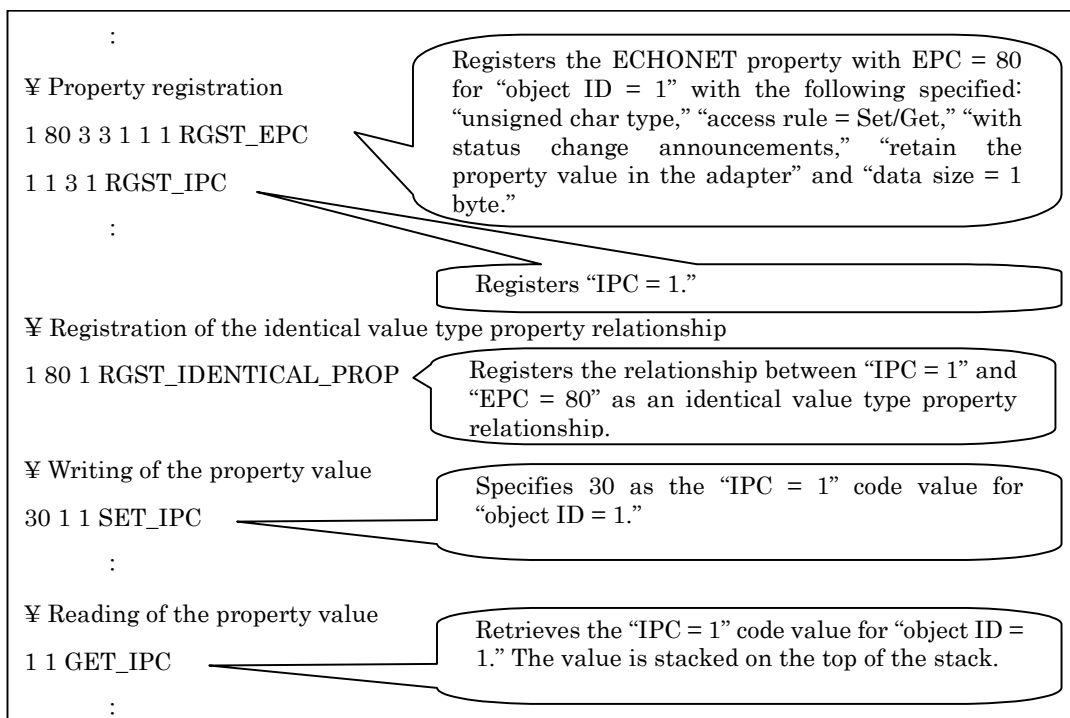 :
¥ Property registration
1 80 3 3 1 1 1 RGST_EPC
1 1 3 1 RGST_IPC
:
Registers the ECHONET property with EPC = 80
for “object ID = 1” with the following specified:
“unsigned char type,” “access rule = Set/Get,” “with
status change announcements,” “retain the
property value in the adapter” and “data size = 1
byte.”
Registers “IPC = 1.”
¥ Registration of the identical value type property relationship
1 80 1 RGST_IDENTICAL_PROP
Registers the relationship between “IPC = 1” and
“EPC = 80” as an identical value type property
relationship.
¥ Writing of the property value
30 1 1 SET_IPC
:
Specifies 30 as the “IPC = 1” code value for
“object ID = 1.”
¥ Reading of the property value
1 1 GET_IPC
:
Retrieves the “IPC = 1” code value for “object ID =
1.” The value is stacked on the top of the stack.